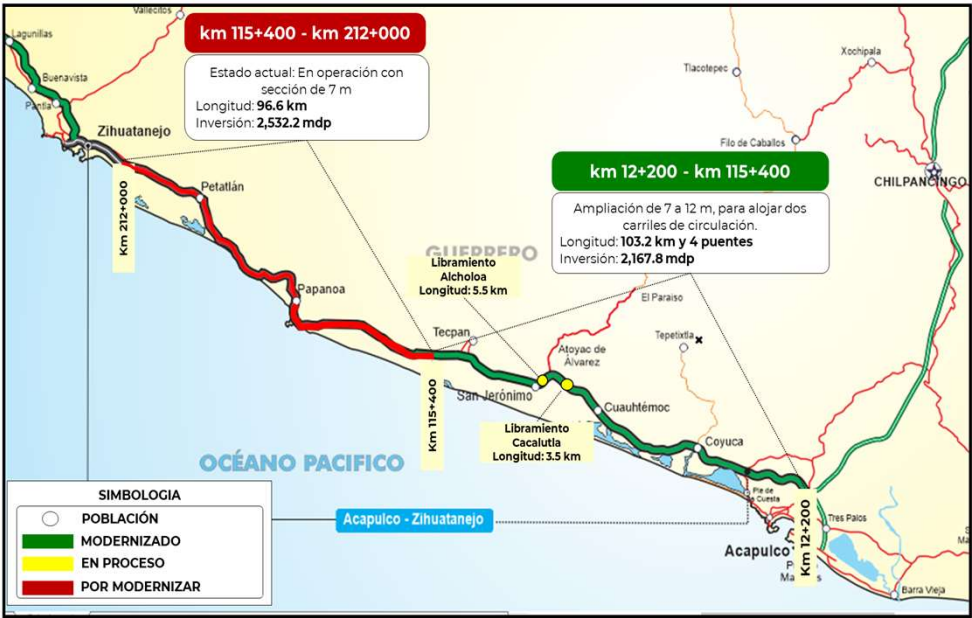 Vallecitos
Lagunillas
Buenavista
Pantla
Zihuatanejo
km 115+400 - km 212+000
Estado actual: En operación con
sección de 7 m
Longitud: 96.6 km
Inversión: 2,532.2 mdp
Xochipala
Tlacotepec
Filo de Caballos
CHILPANCINGO
km 12+200 - km 115+400
Ampliación de 7 a 12 m, para alojar dos
carriles de circulación.
Longitud: 103.2 km y 4 puentes
Inversión: 2,167.8 mdp
Km 212+000
Petatlán
GUERRERO
Libramiento
Alcholoa
Longitud: 5.5 km
El Paraiso
Papanoa
Tecpan
Tepetixtla
Atoyac de
Álvarez
San Jerónimo
Km 115+400
Cuauhtémoc
Libramiento
Cacalutla
Longitud: 3.5 km
Coyuca
OCÉANO PACIFICO
Pie de
la Cuesta
Km 12+200
Tres Palos
Acapulco
Barra Vieja
Acapulco - Zihuatanejo
SIMBOLOGIA
POBLACIÓN
MODERNIZADO
EN PROCESO
POR MODERNIZAR